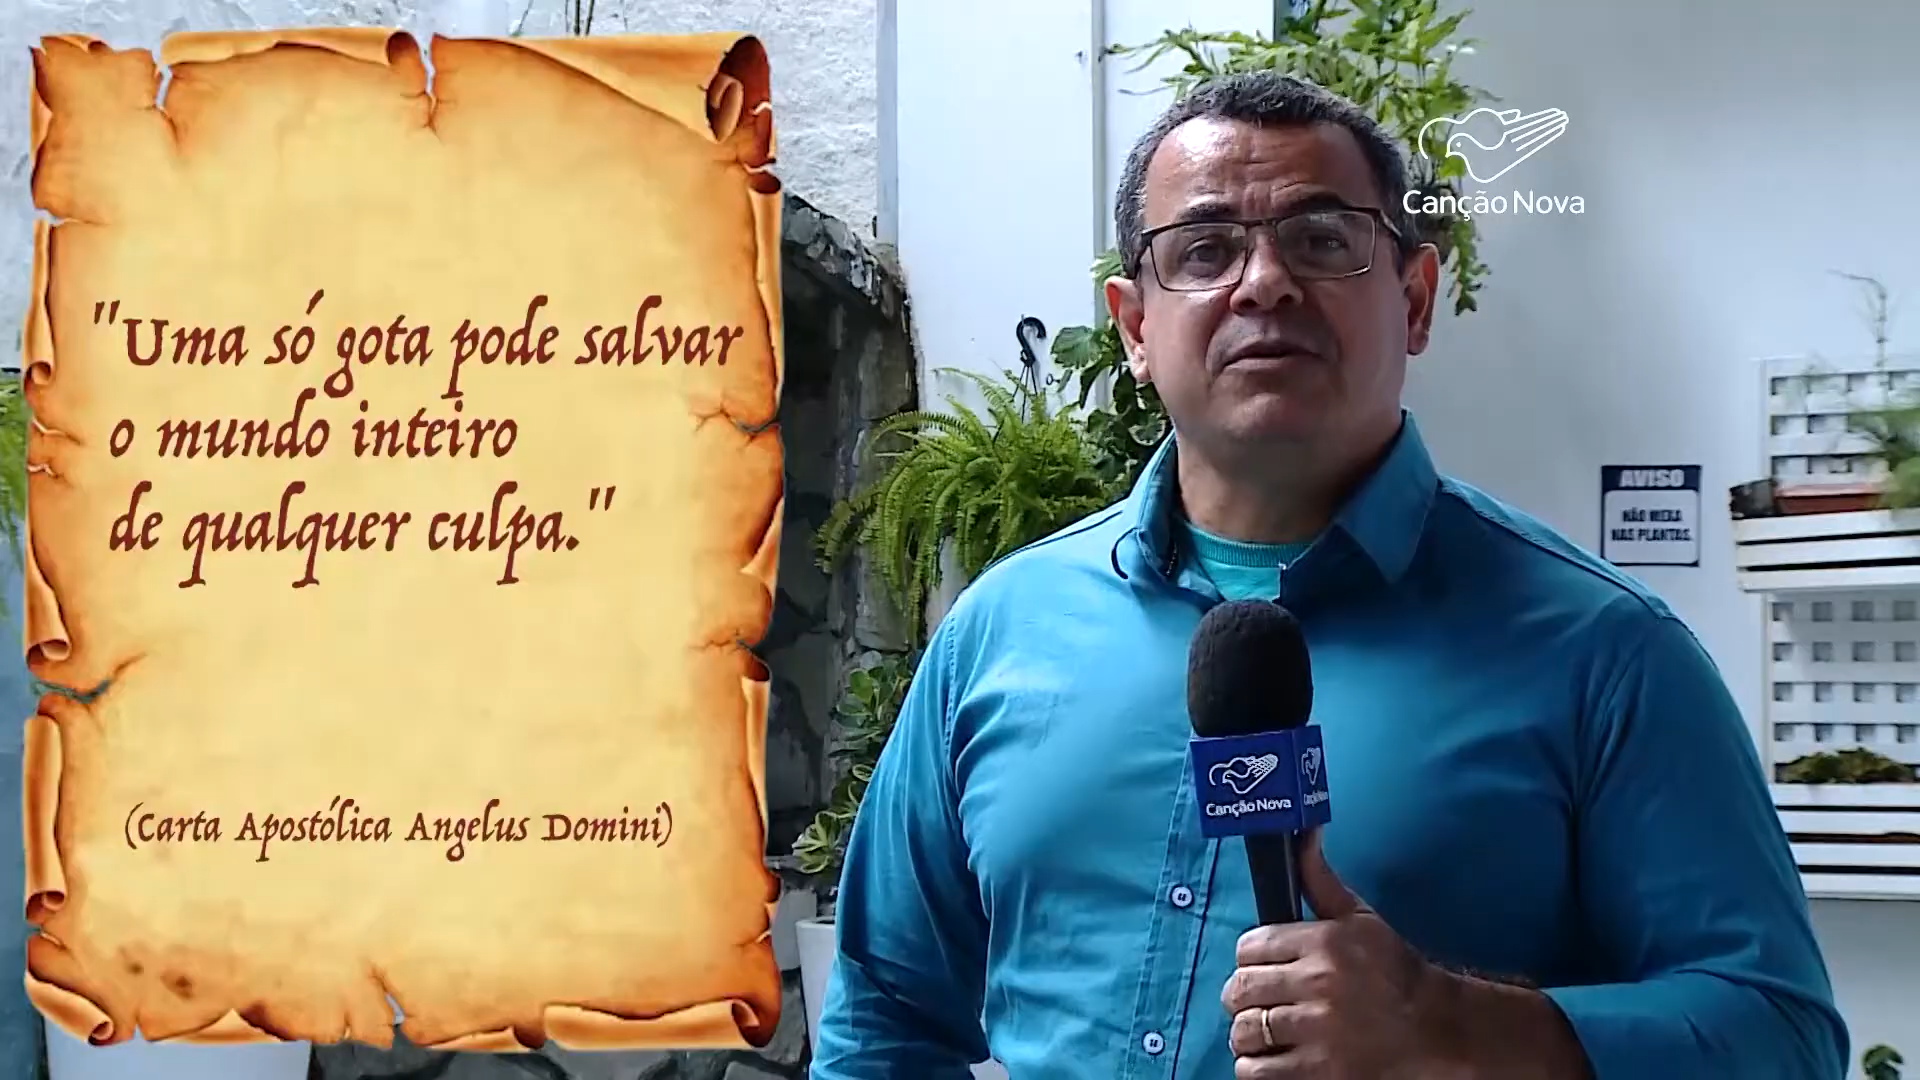 "Uma só gota pode salvar
o mundo inteiro
de qualquer culpa."
(Carta Apostólica Angelus Domini)
Canção Nova
AVISO
NÃO MEXA
NAS PLANTAS.
Canção Nova